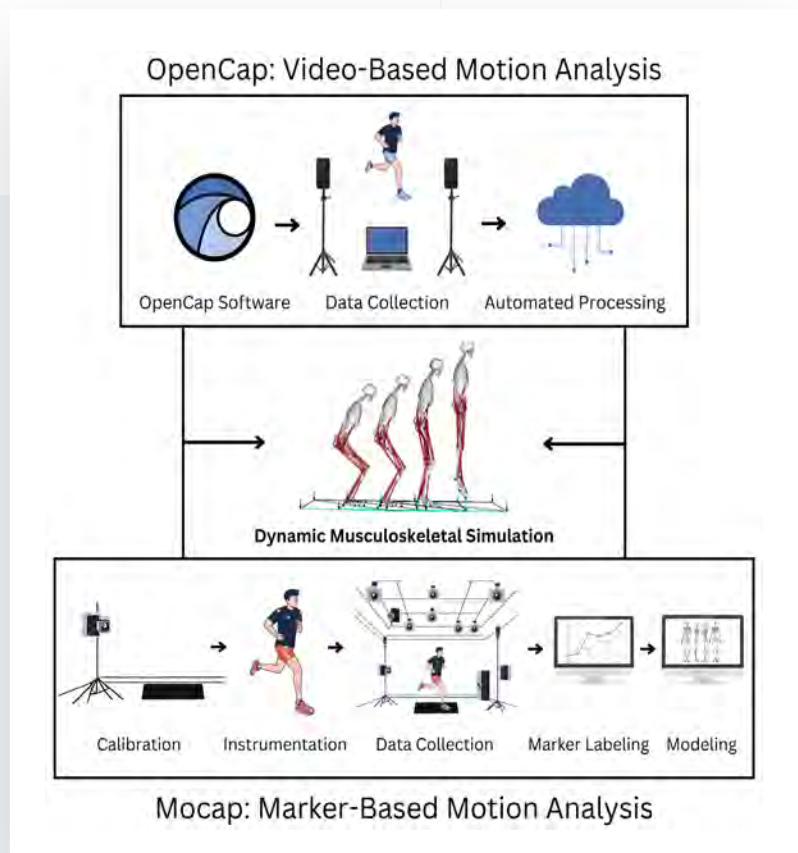 OpenCap: Video-Based Motion Analysis
OpenCap Software Data Collection Automated Processing
Dynamic Musculoskeletal Simulation
Calibration Instrumentation Data Collection Marker Labeling Modeling
Mocap: Marker-Based Motion Analysis